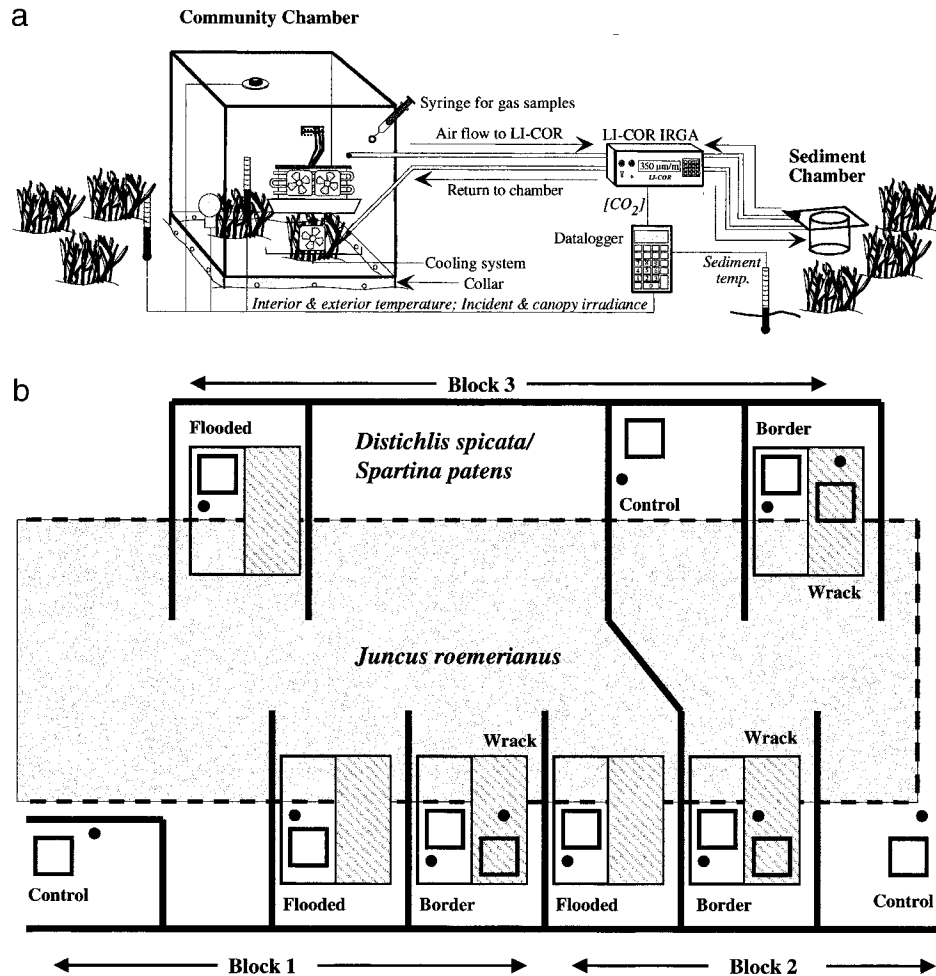 a
Community Chamber
Syringe for gas samples
Air flow to LI-COR
LI-COR IRGA
350 µm/m
LI-COR
Sediment
Chamber
Return to chamber
[CO2]
Datalogger
Sediment
temp.
Cooling system
Collar
Interior & exterior temperature; Incident & canopy irradiance
b
Block 3
Flooded
Distichlis spicata/
Spartina patens
Control
Border
Wrack
Juncus roemerianus
Wrack
Wrack
Control
Flooded
Border
Flooded
Border
Control
Block 1
Block 2